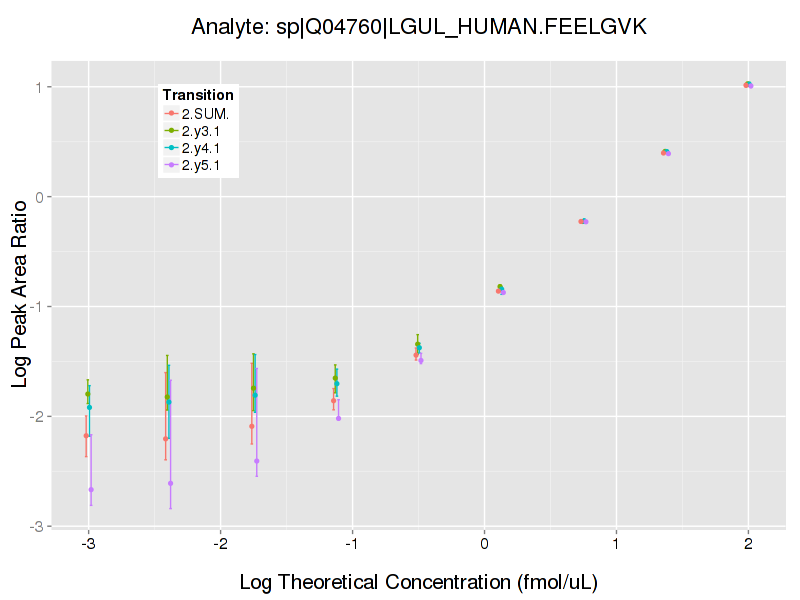 Analyte: sp|Q04760|LGUL_HUMAN.FEELGVK
Transition
2.SUM.
2.y3.1
2.y4.1
2.y5.1
Log Peak Area Ratio
1
0
-1
-2
-3
-3 -2 -1 0 1 2
Log Theoretical Concentration (fmol/uL)